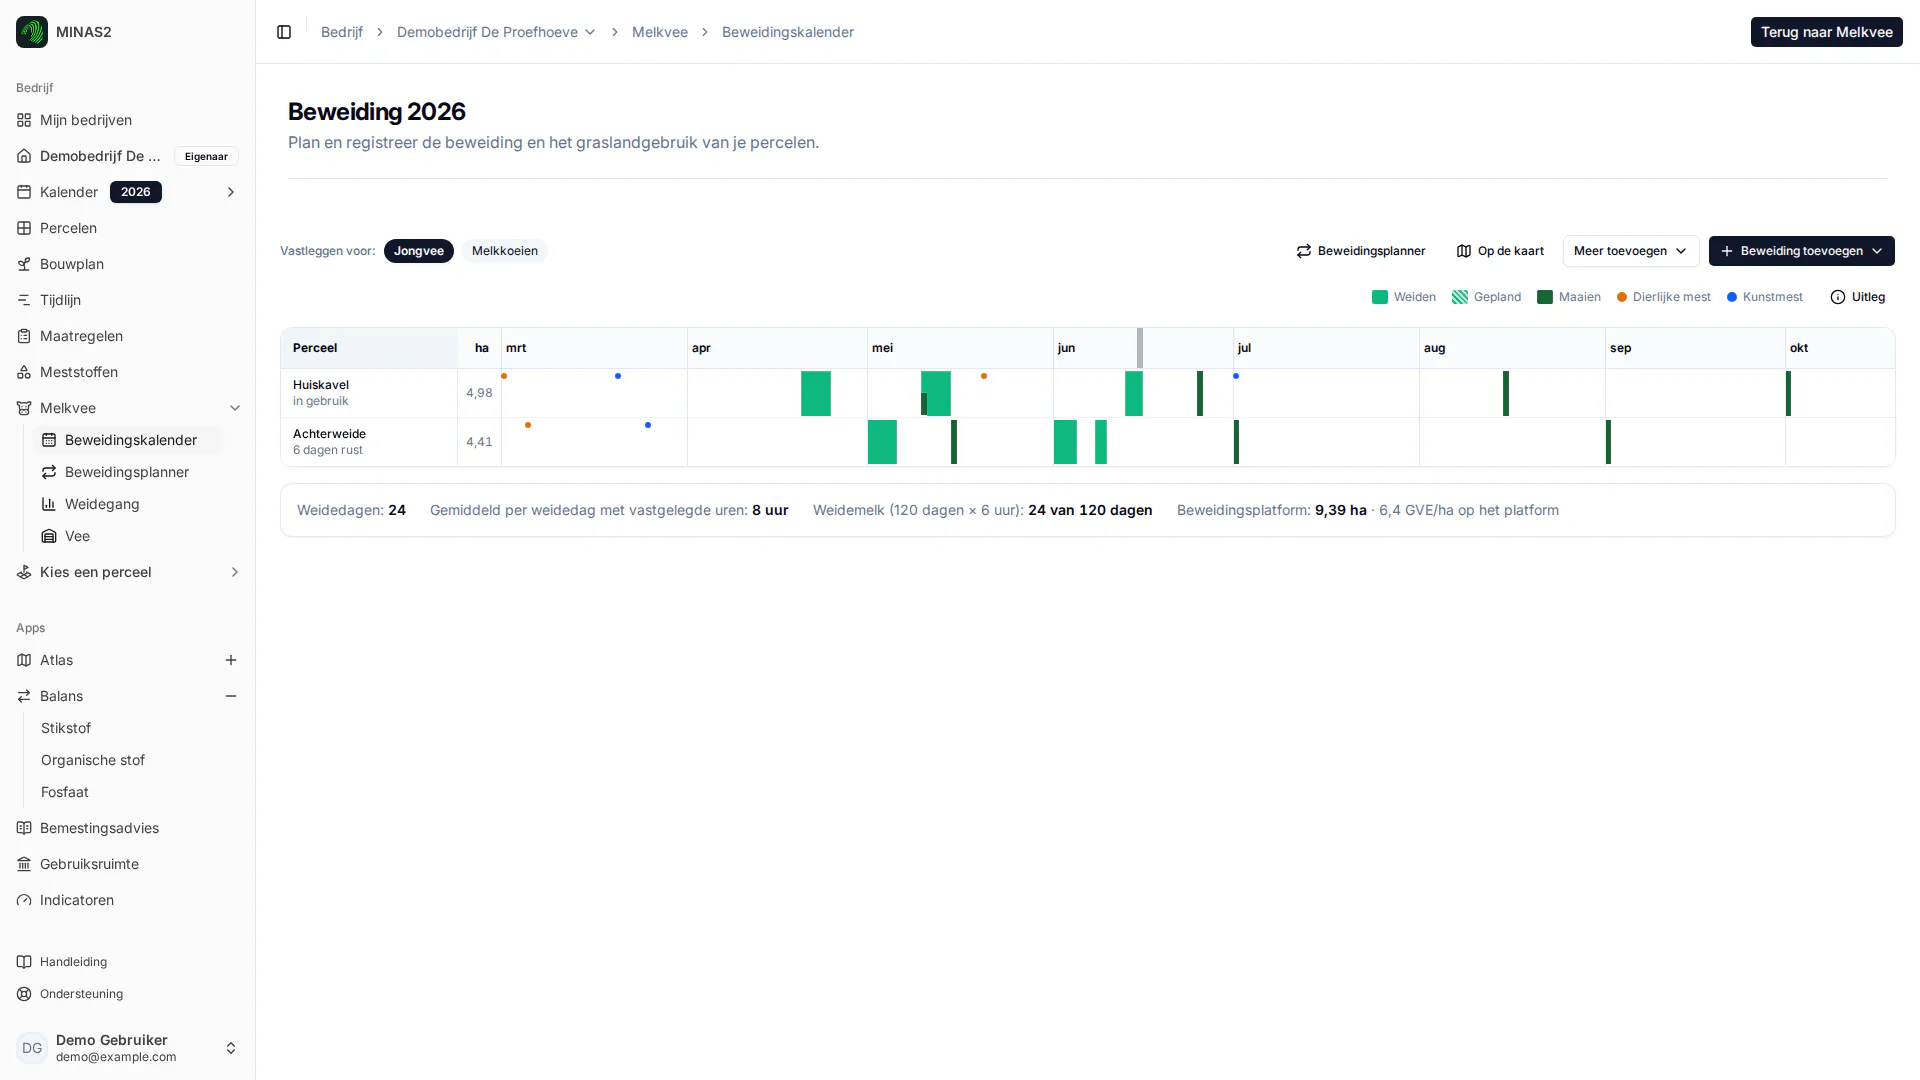 MINAS2
Bedrijf
Mijn bedrijven
Demobedrijf De ... Eigenaar
Kalender 2026
Percelen
Bouwplan
Tijdlijn
Maatregelen
Meststoffen
Melkvee
Beweidingskalender
Beweidingsplanner
Weidegang
Vee
Kies een perceel
Apps
Atlas
Balans
Stikstof
Organische stof
Fosfaat
Bemestingsadvies
Gebruiksruimte
Indicatoren
Handleiding
Ondersteuning
DG Demo Gebruiker
demo@example.com
Bedrijf > Demobedrijf De Proefhoeve > Melkvee > Beweidingskalender
Terug naar Melkvee
Beweiding 2026
Plan en registreer de beweiding en het graslandgebruik van je percelen.
Vastleggen voor: Jongvee Melkkoeien
Beweidingsplanner Op de kaart Meer toevoegen + Beweiding toevoegen
Weiden Gepland Maaien Dierlijke mest Kunstmest Uitleg
Perceel ha mrt apr mei jun jul aug sep okt
Huiskavel
in gebruik
4,98
Achterweide
6 dagen rust
4,41
Weidedagen: 24 Gemiddeld per weidedag met vastgelegde uren: 8 uur Weidemelk (120 dagen × 6 uur): 24 van 120 dagen Beweidingsplatform: 9,39 ha · 6,4 GVE/ha op het platform